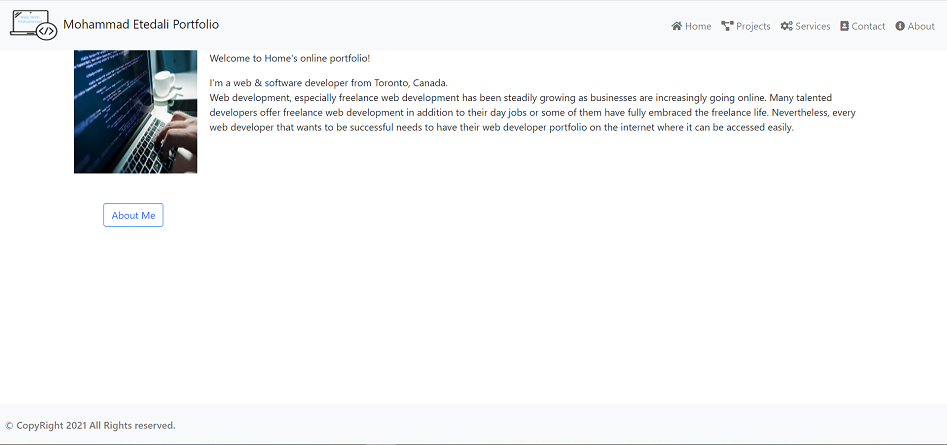 Mohammad Etedali Portfolio
Home Projects Services Contact About
Welcome to Home's online portfolio!
I'm a web & software developer from Toronto, Canada.
Web development, especially freelance web development has been steadily growing as businesses are increasingly going online. Many talented
developers offer freelance web development in addition to their day jobs or some of them have fully embraced the freelance life. Nevertheless, every
web developer that wants to be successful needs to have their web developer portfolio on the internet where it can be accessed easily.
About Me
© CopyRight 2021 All Rights reserved.